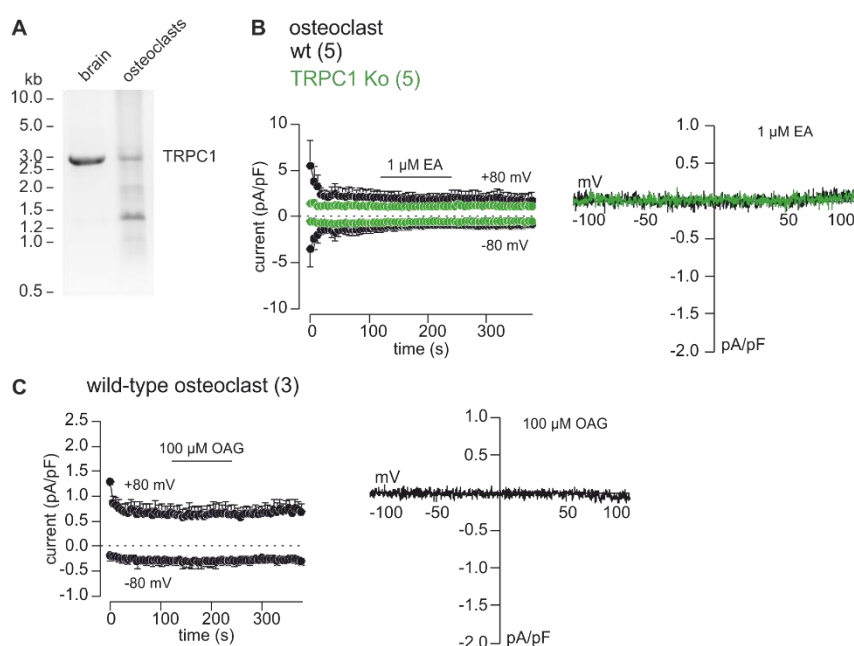 A
brain
osteoclasts
kb
10.0
5.0
3.0
2.5
2.0
1.5
1.2
1.0
0.5
TRPC1
B
osteoclast
wt (5)
TRPC1 Ko (5)
current (pA/pF)
10
5
0
-5
-10
1 µM EA
+80 mV
-80 mV
0 100 200 300
time (s)
1.0
0.5
-0.5
-1.0
-1.5
-2.0
1 µM EA
mV
-100 -50 50 100
pA/pF
C
wild-type osteoclast (3)
current (pA/pF)
2.5
2.0
1.5
1.0
0.5
0.0
-0.5
-1.0
100 µM OAG
+80 mV
-80 mV
0 100 200 300
time (s)
1.0
0.5
-0.5
-1.0
-1.5
-2.0
100 µM OAG
mV
-100 -50 50 100
pA/pF